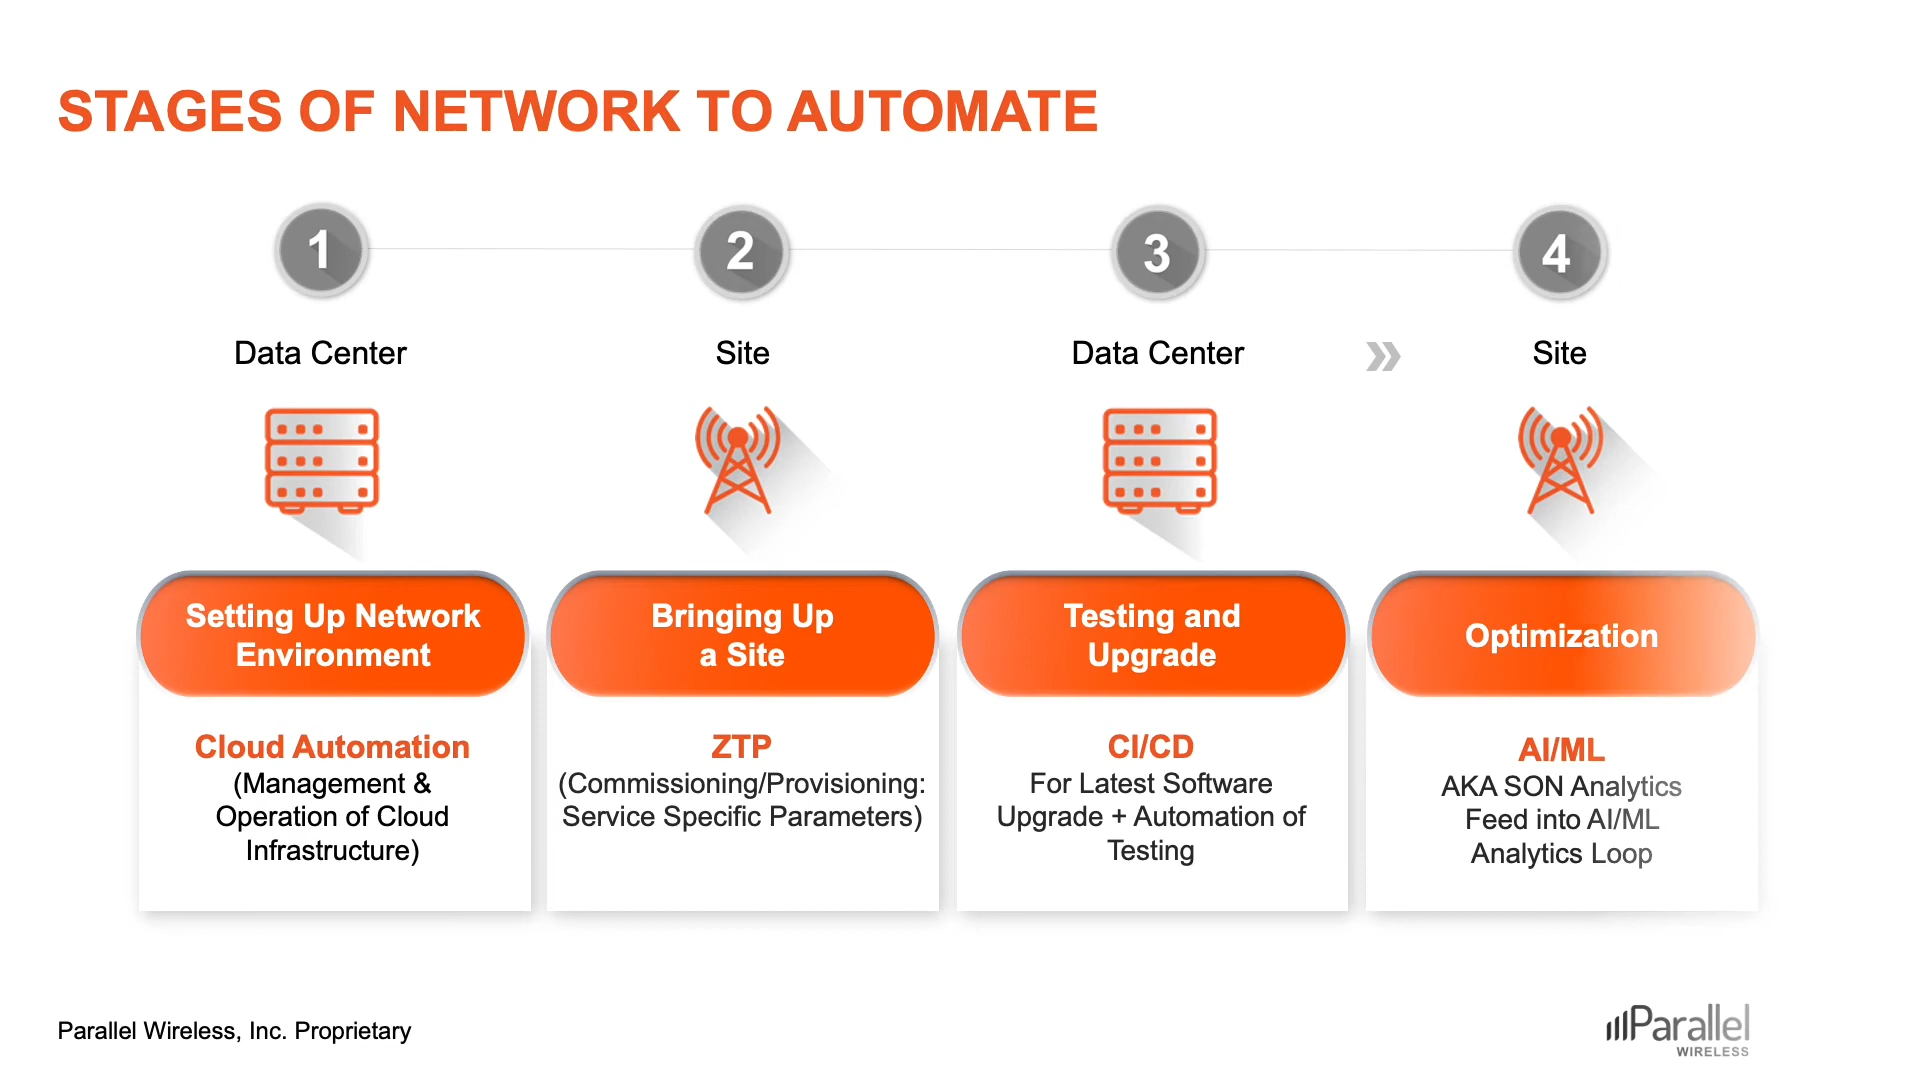 STAGES OF NETWORK TO AUTOMATE
1
2
3
4
Data Center
Site
Data Center
Site
Setting Up Network
Environment
Cloud Automation
(Management &
Operation of Cloud
Infrastructure)
Bringing Up
a Site
ZTP
(Commissioning/Provisioning:
Service Specific Parameters)
Testing and
Upgrade
CI/CD
For Latest Software
Upgrade + Automation of
Testing
Optimization
AI/ML
AKA SON Analytics
Feed into AI/ML
Analytics Loop
Parallel Wireless, Inc. Proprietary
Parallel
WIRELESS